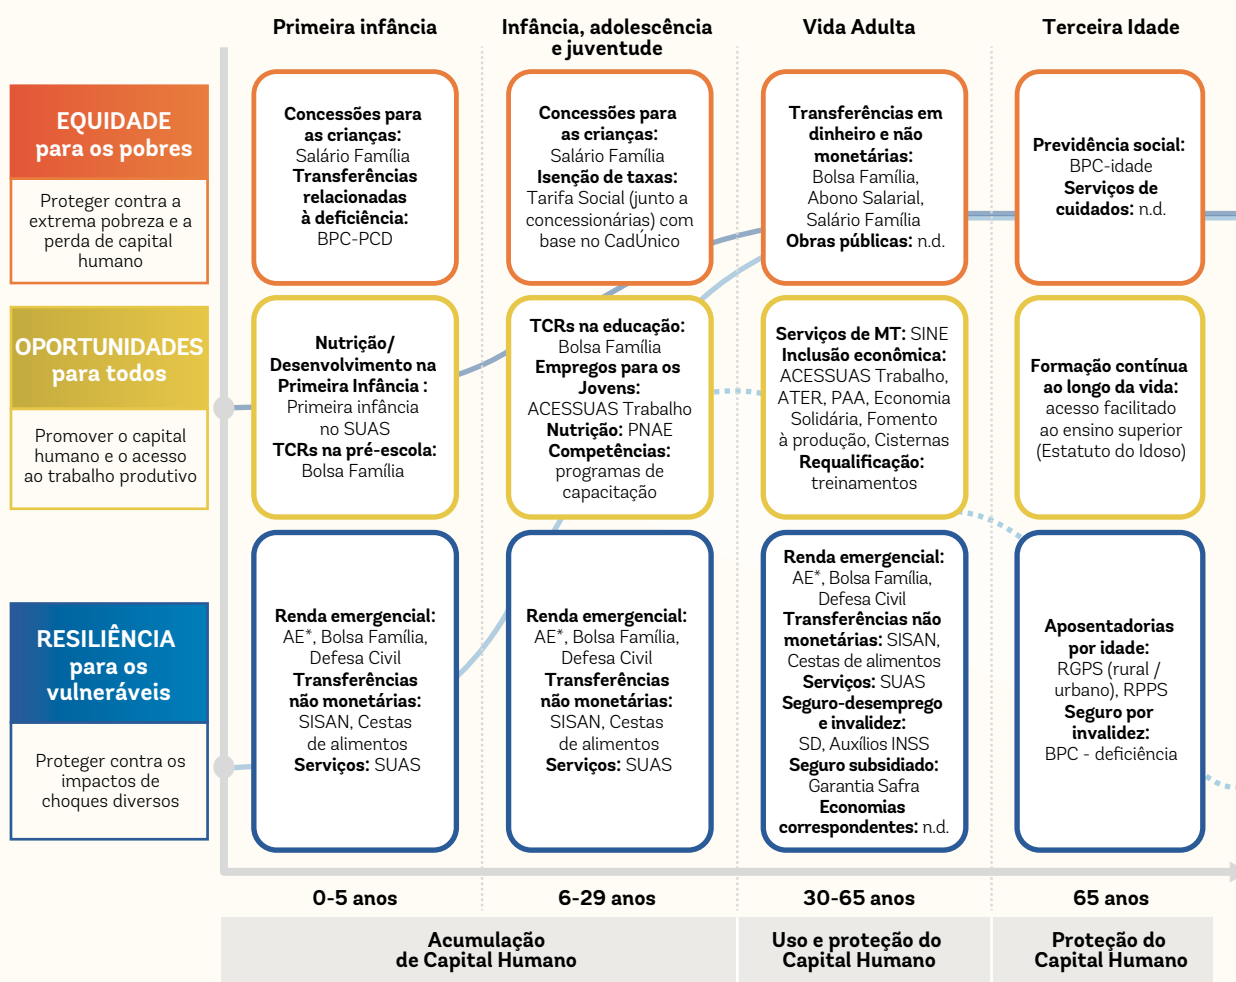 Primeira infância
Infância, adolescência
e juventude
Vida Adulta
Terceira Idade
EQUIDADE
para os pobres
Proteger contra a
extrema pobreza e a
perda de capital
humano
Concessões para
as crianças:
Salário Família
Transferências
relacionadas
à deficiência:
BPC-PCD
Concessões para
as crianças:
Salário Família
Isenção de taxas:
Tarifa Social (junto a
concessionárias) com
base no CadÚnico
Transferências em
dinheiro e não
monetárias:
Bolsa Família,
Abono Salarial,
Salário Família
Obras públicas: n.d.
Previdência social:
BPC-idade
Serviços de
cuidados: n.d.
OPORTUNIDADES
para todos
Promover o capital
humano e o acesso
ao trabalho produtivo
Nutrição/
Desenvolvimento na
Primeira Infância :
Primeira infância
no SUAS
TCRs na pré-escola:
Bolsa Família
TCRs na educação:
Bolsa Família
Empregos para os
Jovens:
ACESSUAS Trabalho
Nutrição: PNAE
Competências:
programas de
capacitação
Serviços de MT: SINE
Inclusão econômica:
ACESSUAS Trabalho,
ATER, PAA, Economia
Solidária, Fomento
à produção, Cisternas
Requalificação:
treinamentos
Formação contínua
ao longo da vida:
acesso facilitado
ao ensino superior
(Estatuto do Idoso)
RESILIÊNCIA
para os
vulneráveis
Proteger contra os
impactos de
choques diversos
Renda emergencial:
AE*, Bolsa Família,
Defesa Civil
Transferências
não monetárias:
SISAN, Cestas
de alimentos
Serviços: SUAS
Renda emergencial:
AE*, Bolsa Família,
Defesa Civil
Transferências
não monetárias:
SISAN, Cestas
de alimentos
Serviços: SUAS
Renda emergencial:
AE*, Bolsa Família,
Defesa Civil
Transferências não
monetárias: SISAN,
Cestas de alimentos
Serviços: SUAS
Seguro-desemprego
e invalidez:
SD, Auxílios INSS
Seguro subsidiado:
Garantia Safra
Economias
correspondentes: n.d.
Aposentadorias
por idade:
RGPS (rural /
urbano), RPPS
Seguro por
invalidez:
BPC - deficiência
0-5 anos
6-29 anos
30-65 anos
65 anos
Acumulação
de Capital Humano
Uso e proteção do
Capital Humano
Proteção do
Capital Humano